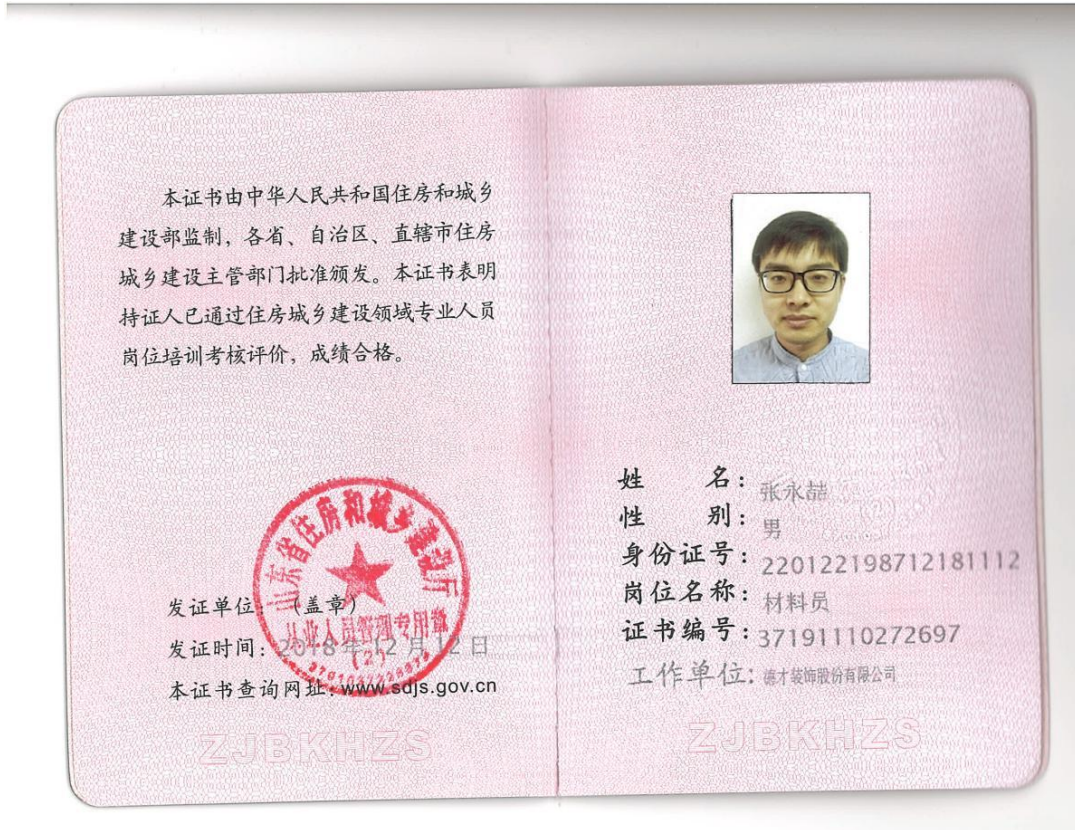 本证书由中华人民共和国住房和城乡
建设部监制，各省、自治区、直辖市住房
城乡建设主管部门批准颁发。本证书表明
持证人已通过住房城乡建设领域专业人员
岗位培训考核评价，成绩合格。
山东省住房和城乡建设厅
从业人员管理专用章
（2）
发证单位：（盖章）
发证时间：2018年12月12日
本证书查询网址：www.sdjs.gov.cn
ZJBKHZS
姓 名：张永喆
性 别：男
身份证号：220122198712181112
岗位名称：材料员
证书编号：37191110272697
工作单位：德才装饰股份有限公司
ZJBKHZS